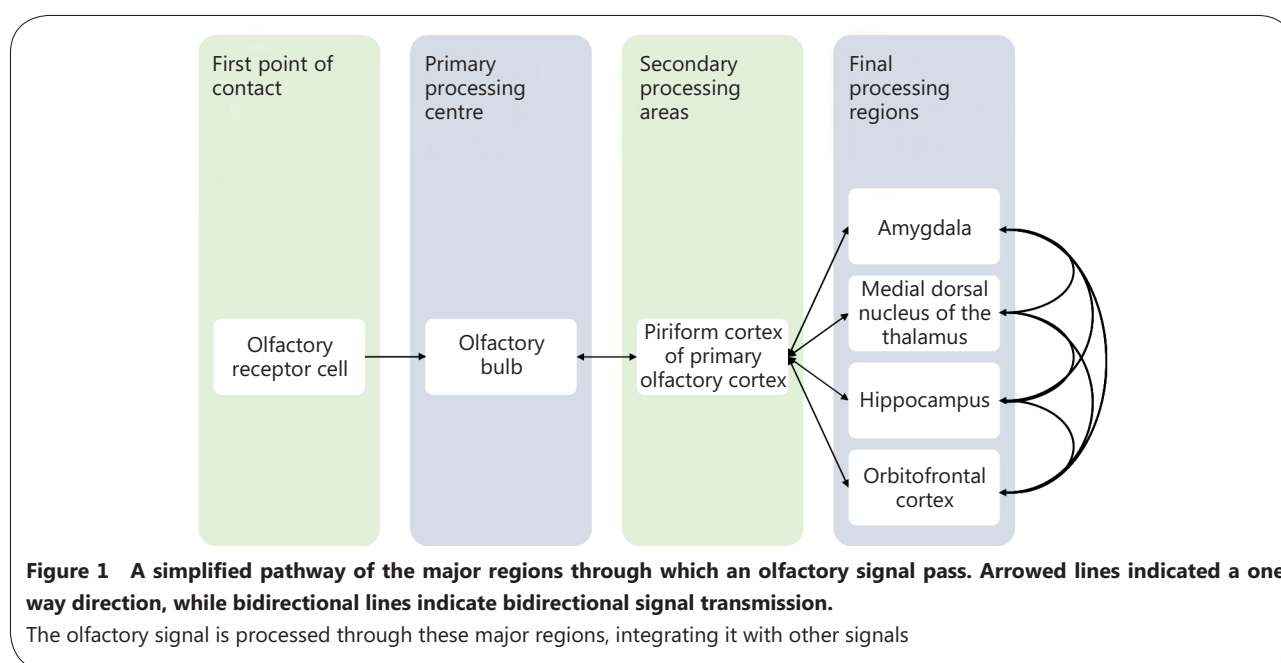 First point of
contact
Primary
processing
centre
Secondary
processing
areas
Final
processing
regions
Olfactory
receptor cell
Olfactory
bulb
Piriform cortex
of primary
olfactory cortex
Amygdala
Medial dorsal
nucleus of the
thalamus
Hippocampus
Orbitofrontal
cortex
Figure 1 A simplified pathway of the major regions through which an olfactory signal pass. Arrowed lines indicated a one
way direction, while bidirectional lines indicate bidirectional signal transmission.
The olfactory signal is processed through these major regions, integrating it with other signals